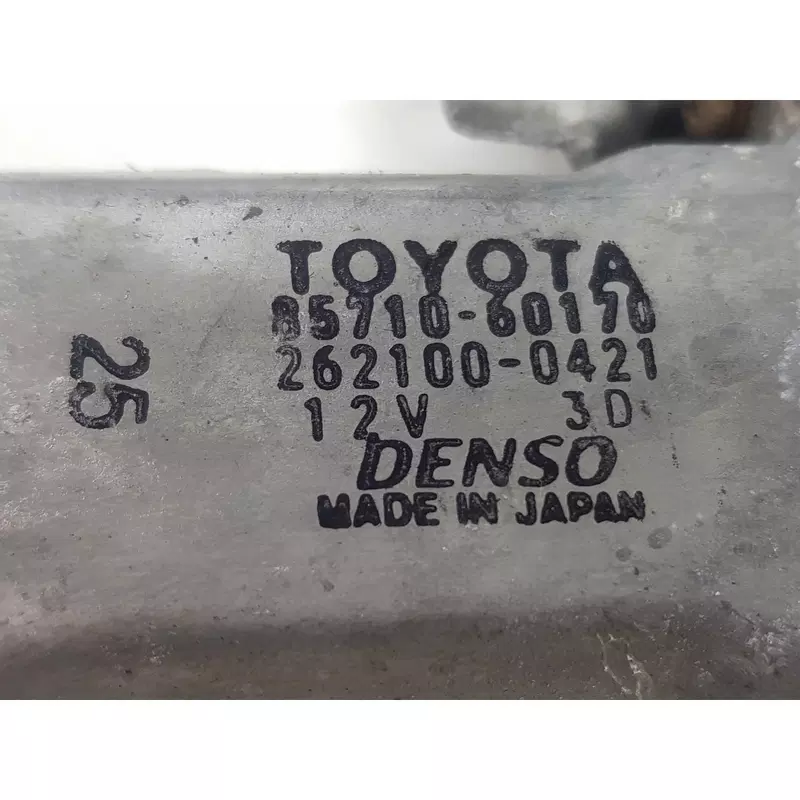 TOYOTA
85710-60170
262100-0421
12V 3D
DENSO
MADE IN JAPAN
25